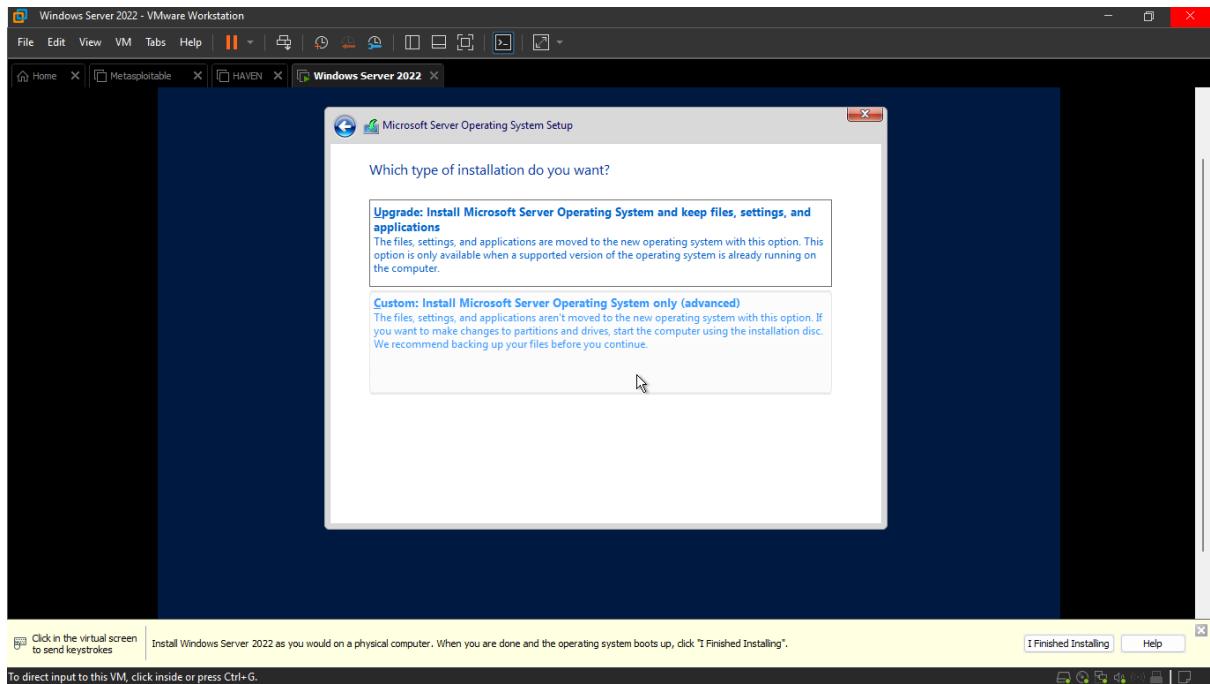 Windows Server 2022 - VMware Workstation
File Edit View VM Tabs Help
Home Metasploitable HAVEN Windows Server 2022
Microsoft Server Operating System Setup
Which type of installation do you want?
Upgrade: Install Microsoft Server Operating System and keep files, settings, and
applications
The files, settings, and applications are moved to the new operating system with this option. This
option is only available when a supported version of the operating system is already running on
the computer.
Custom: Install Microsoft Server Operating System only (advanced)
The files, settings, and applications aren't moved to the new operating system with this option. If
you want to make changes to partitions and drives, start the computer using the installation disc.
We recommend backing up your files before you continue.
Click in the virtual screen
to send keystrokes
Install Windows Server 2022 as you would on a physical computer. When you are done and the operating system boots up, click "I Finished Installing".
I Finished Installing Help
To direct input to this VM, click inside or press Ctrl+G.